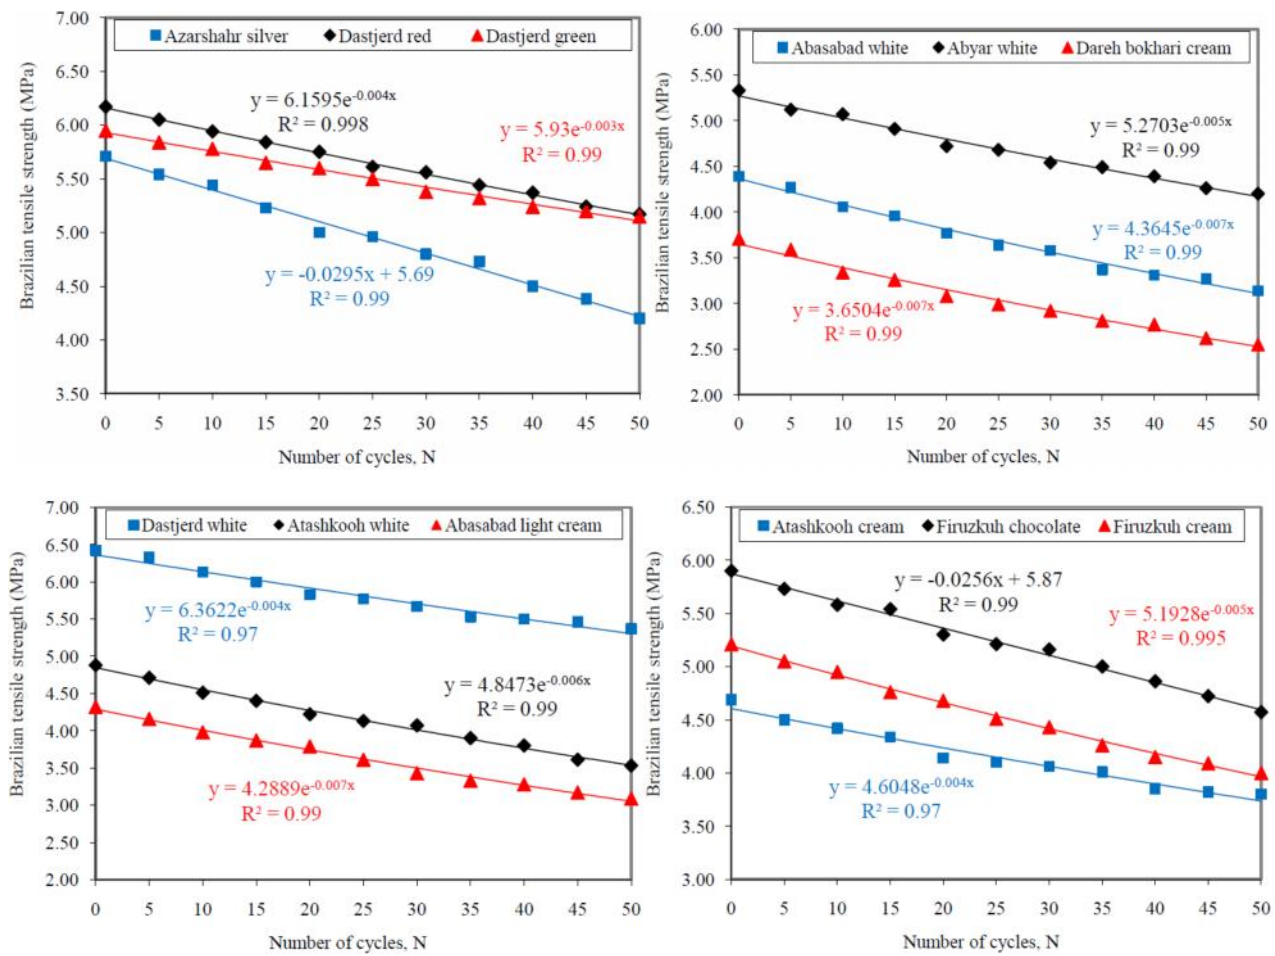 Azarshahr silver Dastjerd red Dastjerd green
Brazilian tensile strength (MPa)
7.00
6.50
6.00
5.50
5.00
4.50
4.00
3.50
y = 6.1595e^-0.004x
R² = 0.998
y = 5.93e^-0.003x
R² = 0.99
y = -0.0295x + 5.69
R² = 0.99
0 5 10 15 20 25 30 35 40 45 50
Number of cycles, N
Abasabad white Abyar white Dareh bokhari cream
Brazilian tensile strength (MPa)
6.00
5.50
5.00
4.50
4.00
3.50
3.00
2.50
2.00
y = 5.2703e^-0.005x
R² = 0.99
y = 4.3645e^-0.007x
R² = 0.99
y = 3.6504e^-0.007x
R² = 0.99
0 5 10 15 20 25 30 35 40 45 50
Number of cycles, N
Dastjerd white Atashkooh white Abasabad light cream
Brazilian tensile strength (MPa)
7.00
6.50
6.00
5.50
5.00
4.50
4.00
3.50
3.00
2.50
2.00
y = 6.3622e^-0.004x
R² = 0.97
y = 4.8473e^-0.006x
R² = 0.99
y = 4.2889e^-0.007x
R² = 0.99
0 5 10 15 20 25 30 35 40 45 50
Number of cycles, N
Atashkooh cream Firuzkuh chocolate Firuzkuh cream
Brazilian tensile strength (MPa)
6.50
6.00
5.50
5.00
4.50
4.00
3.50
3.00
y = -0.0256x + 5.87
R² = 0.99
y = 5.1928e^-0.005x
R² = 0.995
y = 4.6048e^-0.004x
R² = 0.97
0 5 10 15 20 25 30 35 40 45 50
Number of cycles, N